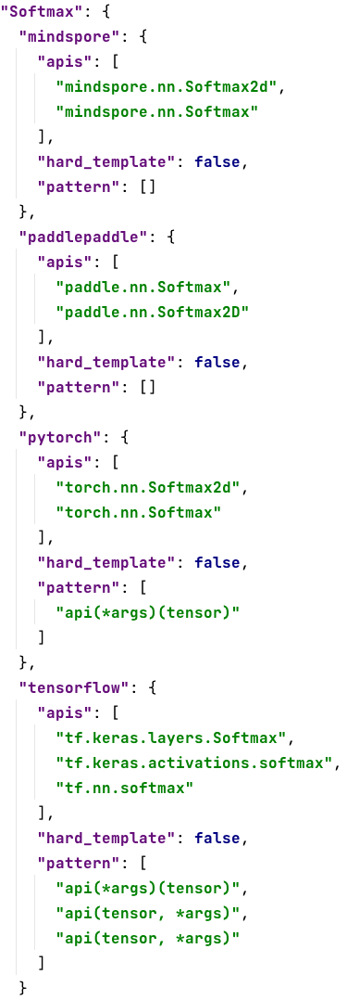 "Softmax": {
  "mindspore": {
    "apis": [
      "mindspore.nn.Softmax2d",
      "mindspore.nn.Softmax"
    ],
    "hard_template": false,
    "pattern": []
  },
  "paddlepaddle": {
    "apis": [
      "paddle.nn.Softmax",
      "paddle.nn.Softmax2D"
    ],
    "hard_template": false,
    "pattern": []
  },
  "pytorch": {
    "apis": [
      "torch.nn.Softmax2d",
      "torch.nn.Softmax"
    ],
    "hard_template": false,
    "pattern": [
      "api(*args)(tensor)"
    ]
  },
  "tensorflow": {
    "apis": [
      "tf.keras.layers.Softmax",
      "tf.keras.activations.softmax",
      "tf.nn.softmax"
    ],
    "hard_template": false,
    "pattern": [
      "api(*args)(tensor)",
      "api(tensor, *args)",
      "api(tensor, *args)"
    ]
  }